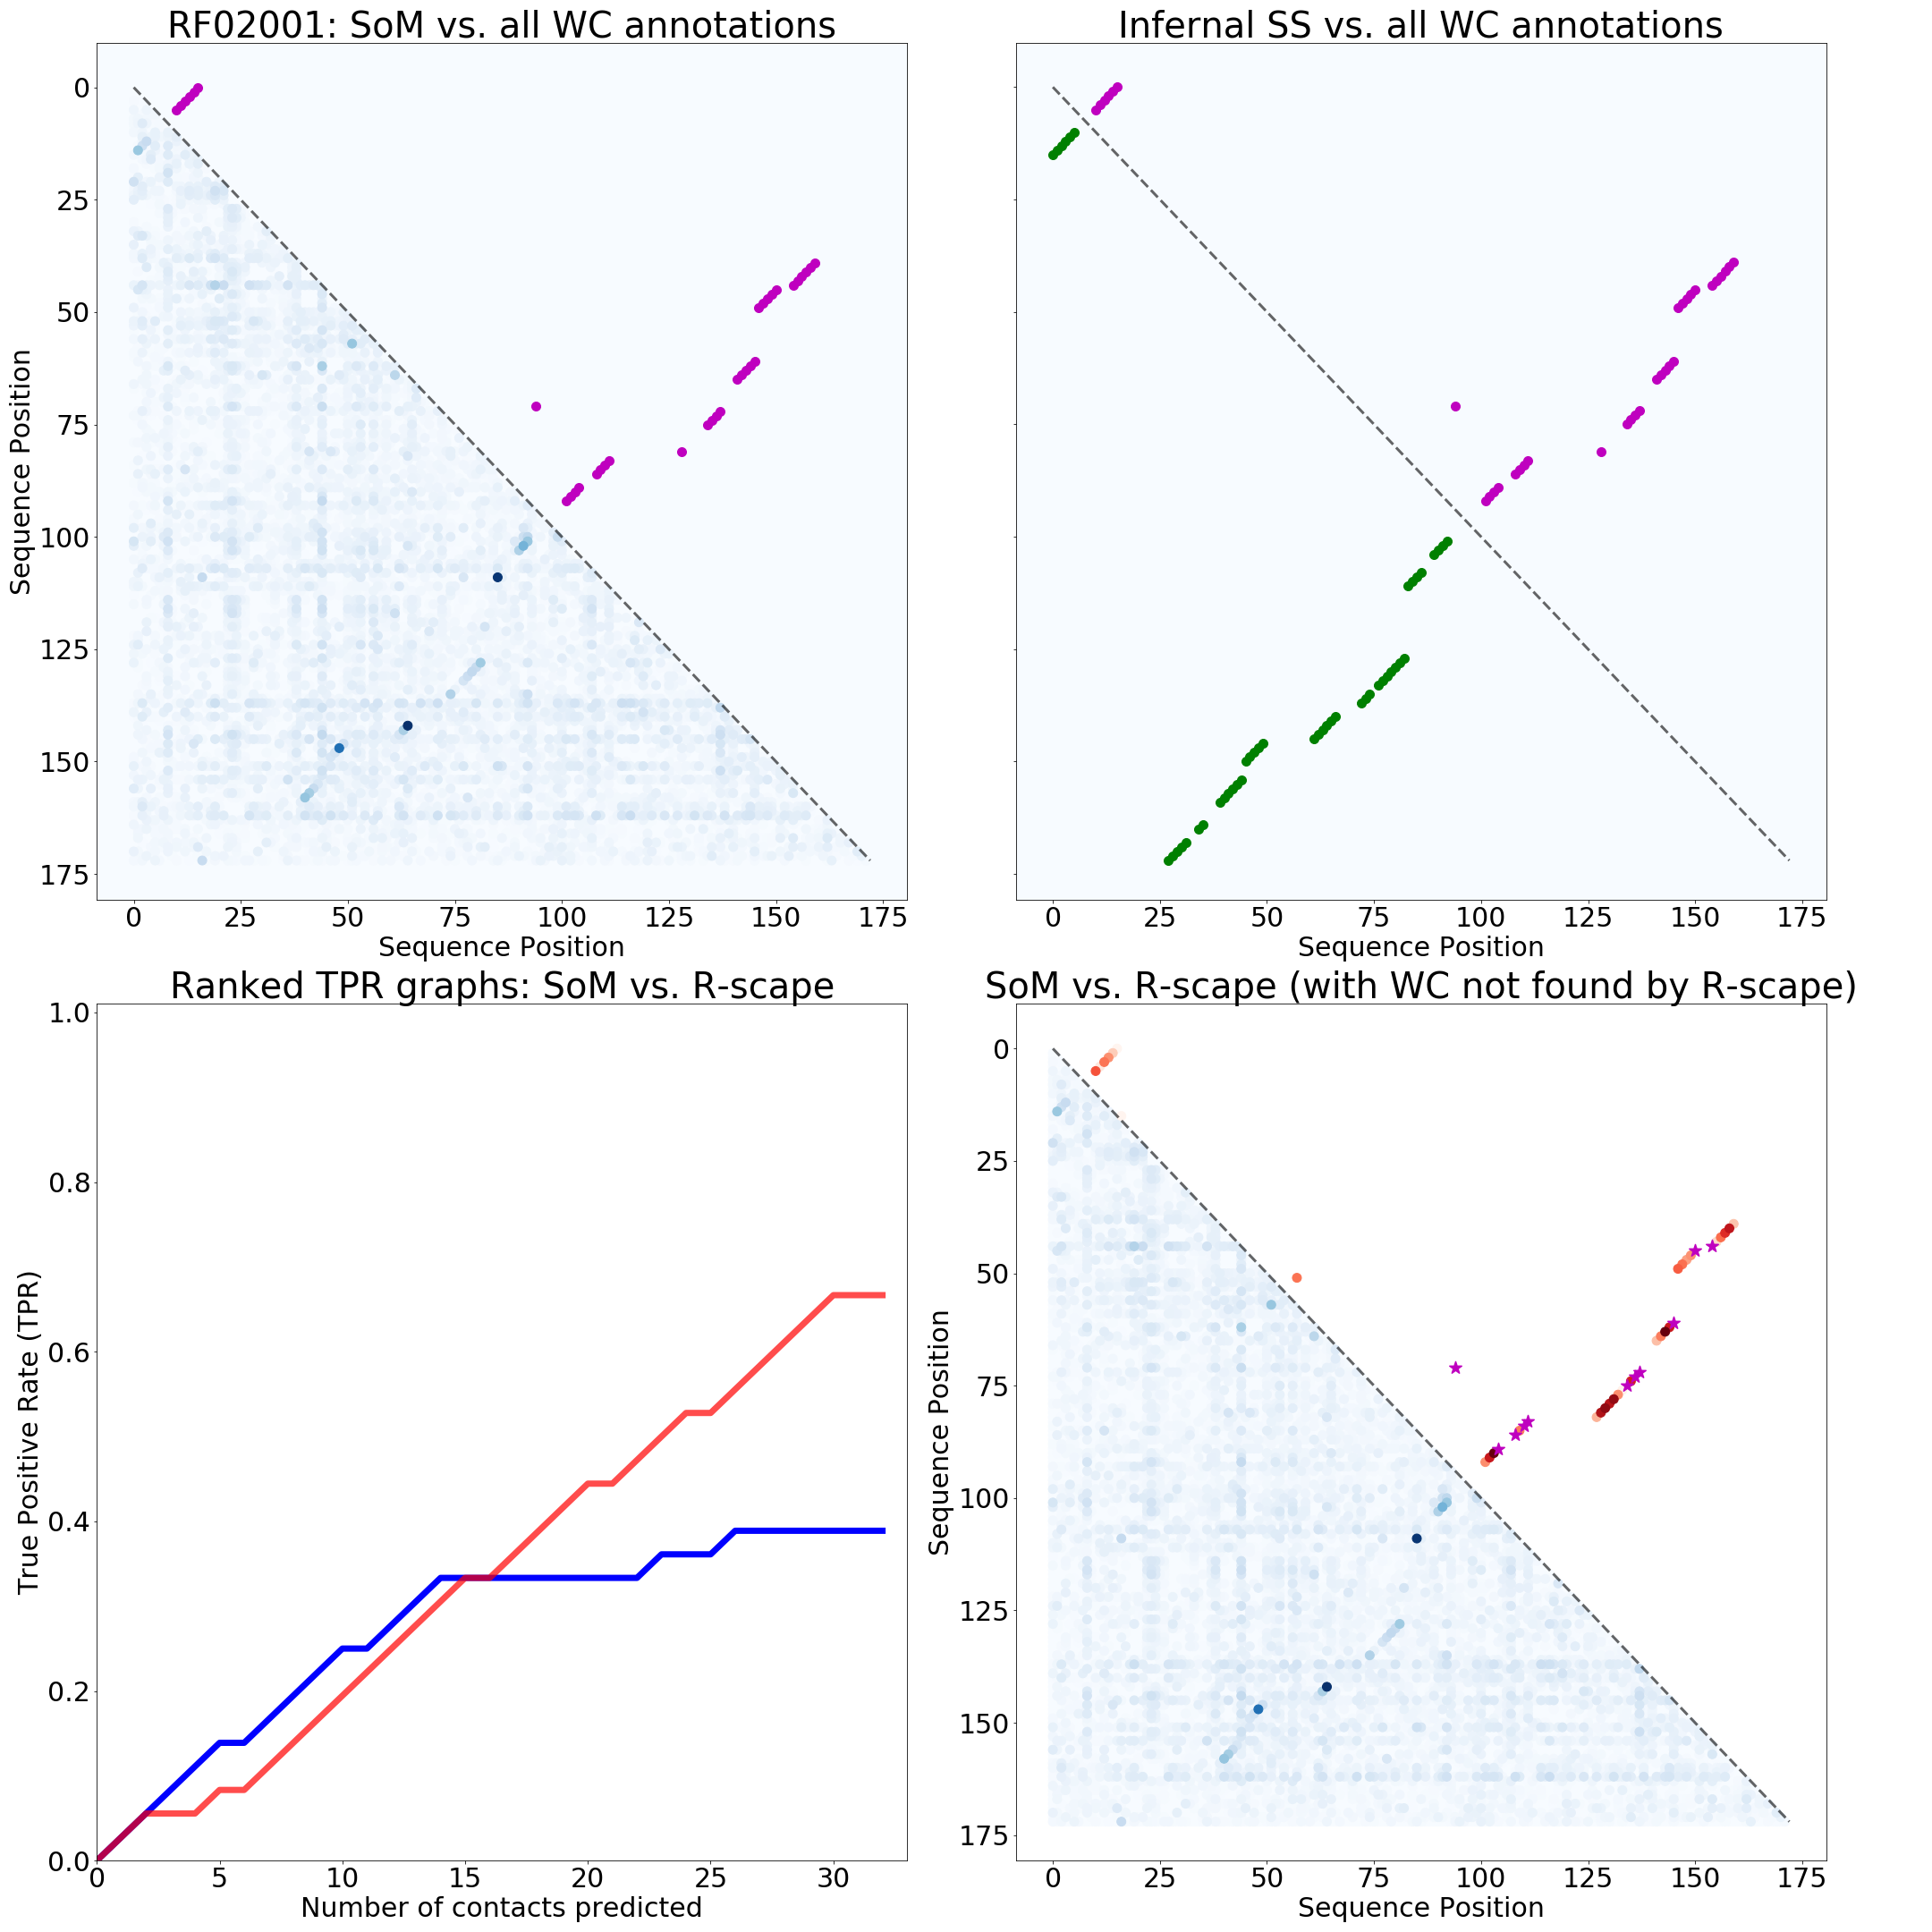 RF02001: SoM vs. all WC annotations
Infernal SS vs. all WC annotations
0
25
50
75
100
125
150
175
Sequence Position
0 25 50 75 100 125 150 175
Sequence Position
0 25 50 75 100 125 150 175
Sequence Position
Ranked TPR graphs: SoM vs. R-scape
SoM vs. R-scape (with WC not found by R-scape)
1.0
0.8
0.6
0.4
0.2
0.0
True Positive Rate (TPR)
0 5 10 15 20 25 30
Number of contacts predicted
0
25
50
75
100
125
150
175
Sequence Position
0 25 50 75 100 125 150 175
Sequence Position